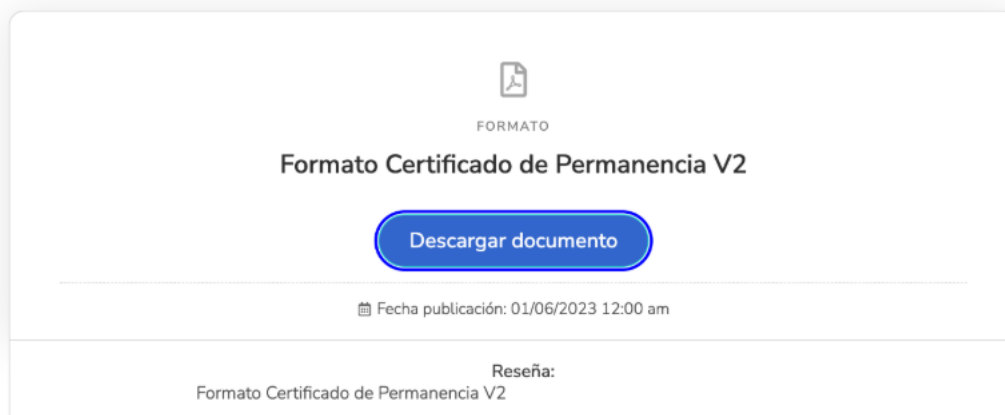 FORMATO
Formato Certificado de Permanencia V2
Descargar documento
Fecha publicación: 01/06/2023 12:00 am
Reseña:
Formato Certificado de Permanencia V2